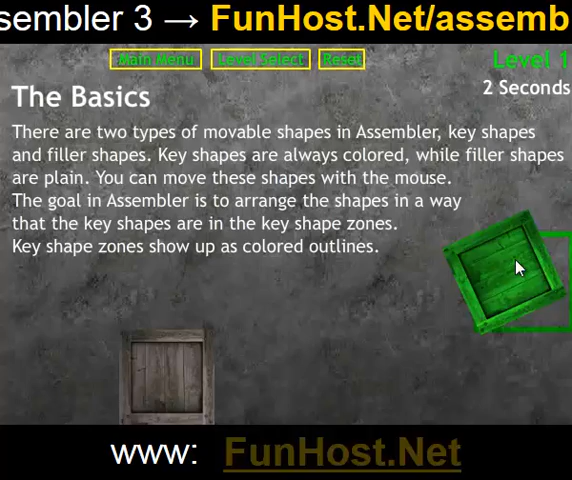 sembler 3 → FunHost.Net/assemb
Main Menu Level Select Reset
Level 1
2 Seconds
The Basics
There are two types of movable shapes in Assembler, key shapes
and filler shapes. Key shapes are always colored, while filler shapes
are plain. You can move these shapes with the mouse.
The goal in Assembler is to arrange the shapes in a way
that the key shapes are in the key shape zones.
Key shape zones show up as colored outlines.
www: FunHost.Net